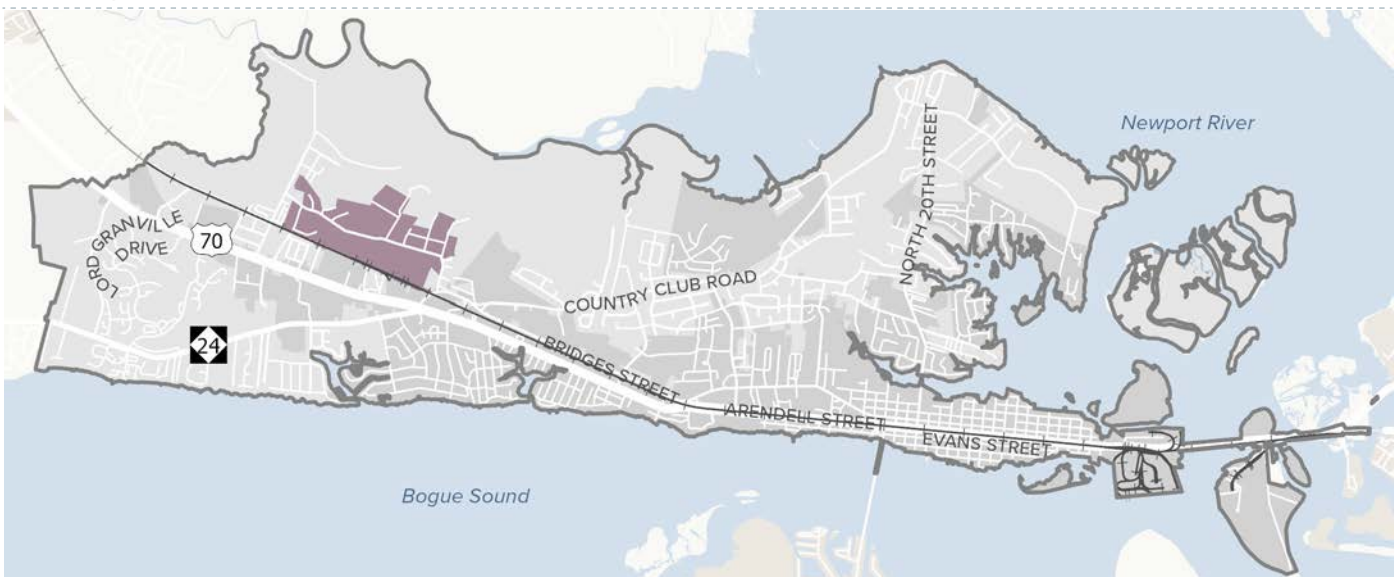 Newport River
NORTH 20TH STREET
LORD GRANVILLE
DRIVE
70
COUNTRY CLUB ROAD
24
BRIDGES STREET
ARENDELL STREET
EVANS STREET
Bogue Sound